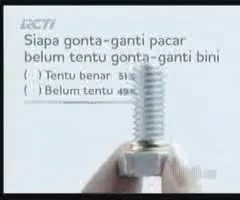 RCTI
Siapa gonta-ganti pacar
belum tentu gonta-ganti bini
( ) Tentu benar 51%
( ) Belum tentu 49%